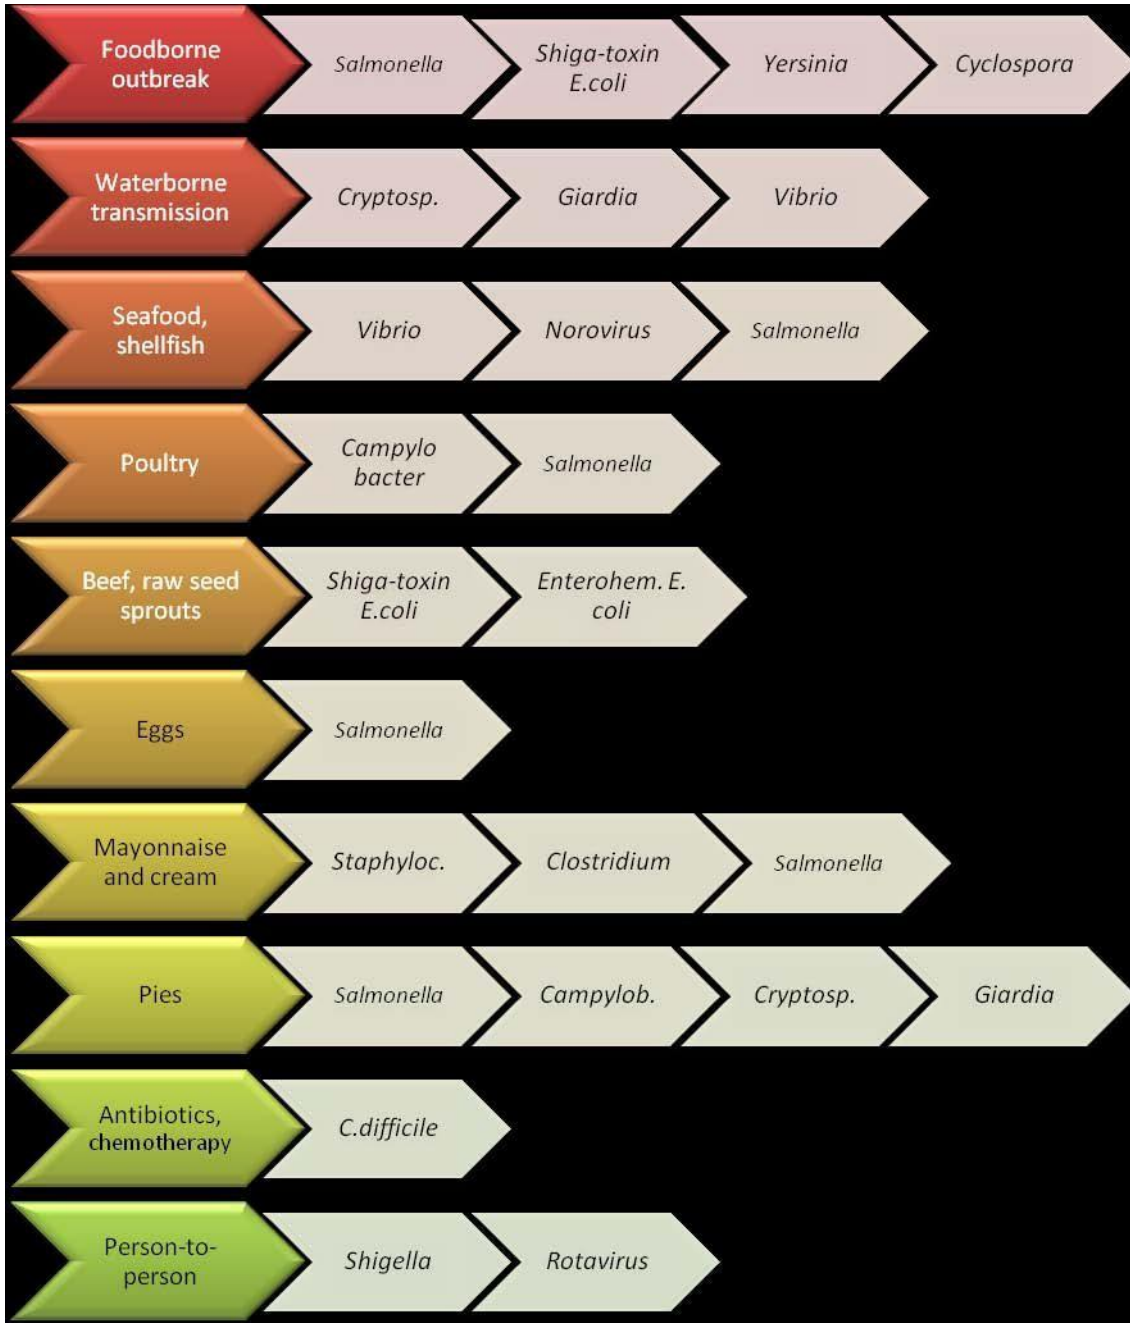 Foodborne
outbreak
Salmonella
Shiga-toxin
E.coli
Yersinia
Cyclospora
Waterborne
transmission
Cryptosp.
Giardia
Vibrio
Seafood,
shellfish
Vibrio
Norovirus
Salmonella
Poultry
Campylo
bacter
Salmonella
Beef, raw seed
sprouts
Shiga-toxin
E.coli
Enterohem. E.
coli
Eggs
Salmonella
Mayonnaise
and cream
Staphyloc.
Clostridium
Salmonella
Pies
Salmonella
Campylob.
Cryptosp.
Giardia
Antibiotics,
chemotherapy
C.difficile
Person-to-
person
Shigella
Rotavirus